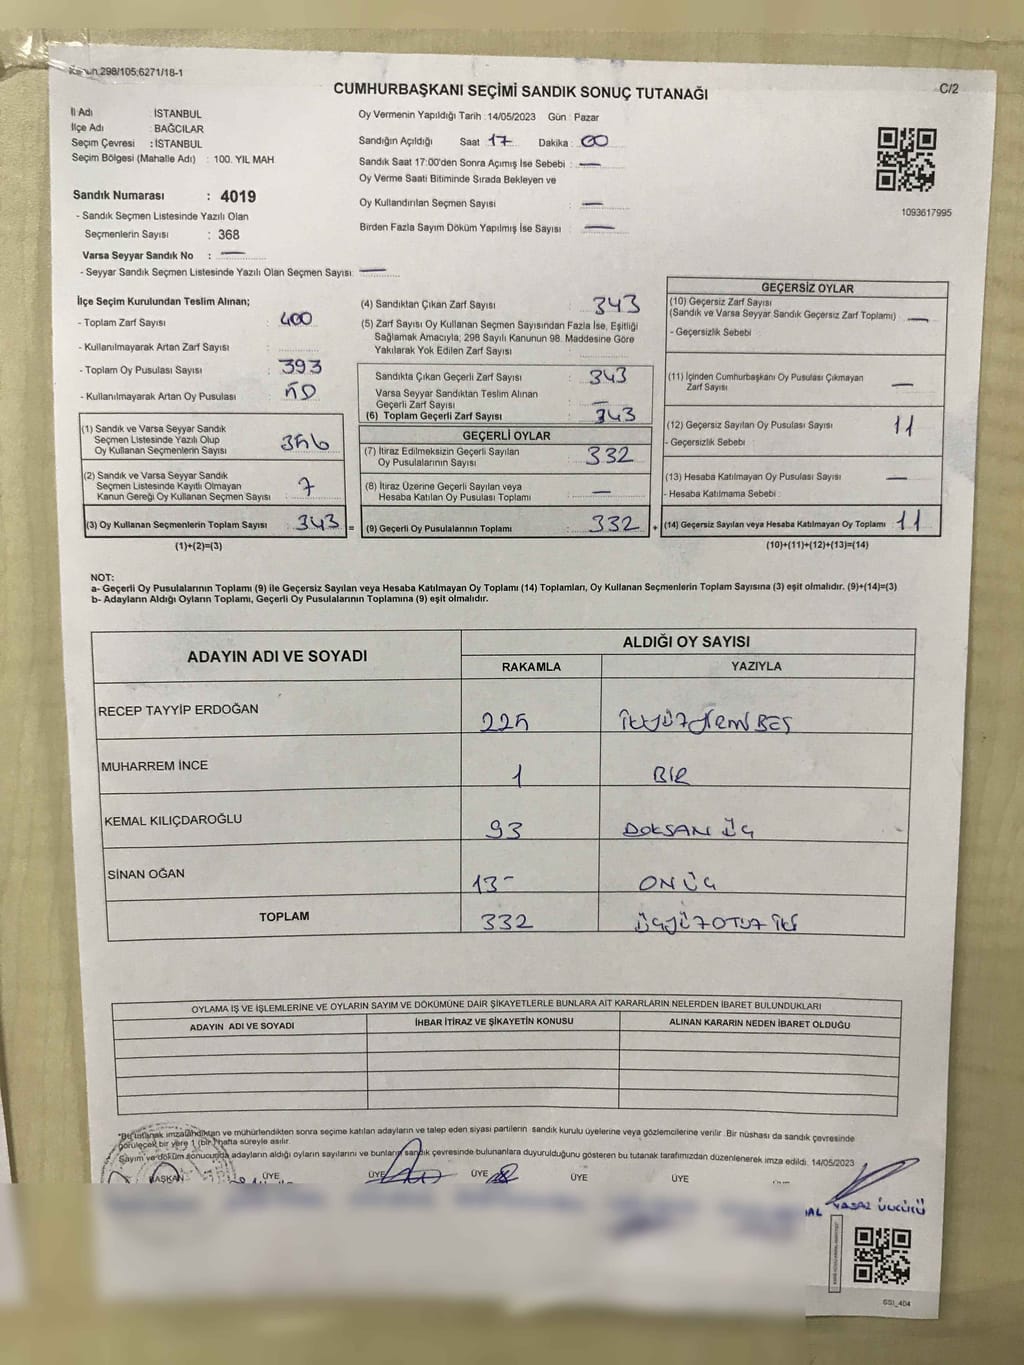 Kanun:298/105;6271/18-1
C/2
CUMHURBAŞKANI SEÇİMİ SANDIK SONUÇ TUTANAĞI
İl Adı : İSTANBUL
İlçe Adı : BAĞCILAR
Seçim Çevresi : İSTANBUL
Seçim Bölgesi (Mahalle Adı) : 100. YIL MAH
Sandık Numarası : 4019
- Sandık Seçmen Listesinde Yazılı Olan
Seçmenlerin Sayısı : 368
Varsa Seyyar Sandık No : —
- Seyyar Sandık Seçmen Listesinde Yazılı Olan Seçmen Sayısı: —
Oy Vermenin Yapıldığı Tarih : 14/05/2023 Gün : Pazar
Sandığın Açıldığı Saat 17 Dakika : 00
Sandık Saat 17:00'den Sonra Açımış İse Sebebi : —
Oy Verme Saati Bitiminde Sırada Bekleyen ve
Oy Kullandırılan Seçmen Sayısı : —
Birden Fazla Sayım Döküm Yapılmış İse Sayısı : —
1093617995
İlçe Seçim Kurulundan Teslim Alınan;
- Toplam Zarf Sayısı : 400
- Kullanılmayarak Artan Zarf Sayısı :
- Toplam Oy Pusulası Sayısı : 393
- Kullanılmayarak Artan Oy Pusulası :
(1) Sandık ve Varsa Seyyar Sandık
Seçmen Listesinde Yazılı Olup
Oy Kullanan Seçmenlerin Sayısı :
(2) Sandık ve Varsa Seyyar Sandık
Seçmen Listesinde Kayıtlı Olmayan
Kanun Gereği Oy Kullanan Seçmen Sayısı : 7
(3) Oy Kullanan Seçmenlerin Toplam Sayısı : 343 =
(1)+(2)=(3)
(4) Sandıktan Çıkan Zarf Sayısı : 343
(5) Zarf Sayısı Oy Kullanan Seçmen Sayısından Fazla İse, Eşitliği
Sağlamak Amacıyla; 298 Sayılı Kanunun 98. Maddesine Göre
Yakılarak Yok Edilen Zarf Sayısı :
Sandıkta Çıkan Geçerli Zarf Sayısı : 343
Varsa Seyyar Sandıktan Teslim Alınan
Geçerli Zarf Sayısı : —
(6) Toplam Geçerli Zarf Sayısı : 343
GEÇERLİ OYLAR
(7) İtiraz Edilmeksizin Geçerli Sayılan
Oy Pusulalarının Sayısı : 332
(8) İtiraz Üzerine Geçerli Sayılan veya
Hesaba Katılan Oy Pusulası Toplamı : —
(9) Geçerli Oy Pusulalarının Toplamı : 332 +
GEÇERSİZ OYLAR
(10) Geçersiz Zarf Sayısı
(Sandık ve Varsa Seyyar Sandık Geçersiz Zarf Toplamı) : —
- Geçersizlik Sebebi :
(11) İçinden Cumhurbaşkanı Oy Pusulası Çıkmayan
Zarf Sayısı : —
(12) Geçersiz Sayılan Oy Pusulası Sayısı : 11
- Geçersizlik Sebebi :
(13) Hesaba Katılmayan Oy Pusulası Sayısı : —
- Hesaba Katılmama Sebebi :
(14) Geçersiz Sayılan veya Hesaba Katılmayan Oy Toplamı : 11
(10)+(11)+(12)+(13)=(14)
NOT:
a- Geçerli Oy Pusulalarının Toplamı (9) ile Geçersiz Sayılan veya Hesaba Katılmayan Oy Toplamı (14) Toplamları, Oy Kullanan Seçmenlerin Toplam Sayısına (3) eşit olmalıdır. (9)+(14)=(3)
b- Adayların Aldığı Oyların Toplamı, Geçerli Oy Pusulalarının Toplamına (9) eşit olmalıdır.
ADAYIN ADI VE SOYADI ALDIĞI OY SAYISI
RAKAMLA YAZIYLA
RECEP TAYYİP ERDOĞAN 225 İKİYÜZYİRMİBEŞ
MUHARREM İNCE 1 BİR
KEMAL KILIÇDAROĞLU 93 DOKSAN ÜÇ
SİNAN OĞAN 13- ON ÜÇ
TOPLAM 332 ÜÇYÜZOTUZ İKİ
OYLAMA İŞ VE İŞLEMLERİNE VE OYLARIN SAYIM VE DÖKÜMÜNE DAİR ŞİKAYETLERLE BUNLARA AİT KARARLARIN NELERDEN İBARET BULUNDUKLARI
ADAYIN ADI VE SOYADI İHBAR İTİRAZ VE ŞİKAYETİN KONUSU ALINAN KARARIN NEDEN İBARET OLDUĞU
*Bu tutanak imzalandıktan ve mühürlendikten sonra seçime katılan adayların ve talep eden siyasi partilerin sandık kurulu üyelerine veya gözlemcilerine verilir. Bir nüshası da sandık çevresinde
görülecek bir yere 1 (bir) hafta süreyle asılır.
Sayım ve döküm sonucunda adayların aldığı oyların sayılarını ve bunların sandık çevresinde bulunanlara duyurulduğunu gösteren bu tutanak tarafımızdan düzenlenerek imza edildi. 14/05/2023
BAŞKAN ÜYE ÜYE ÜYE ÜYE ÜYE
GSI_404